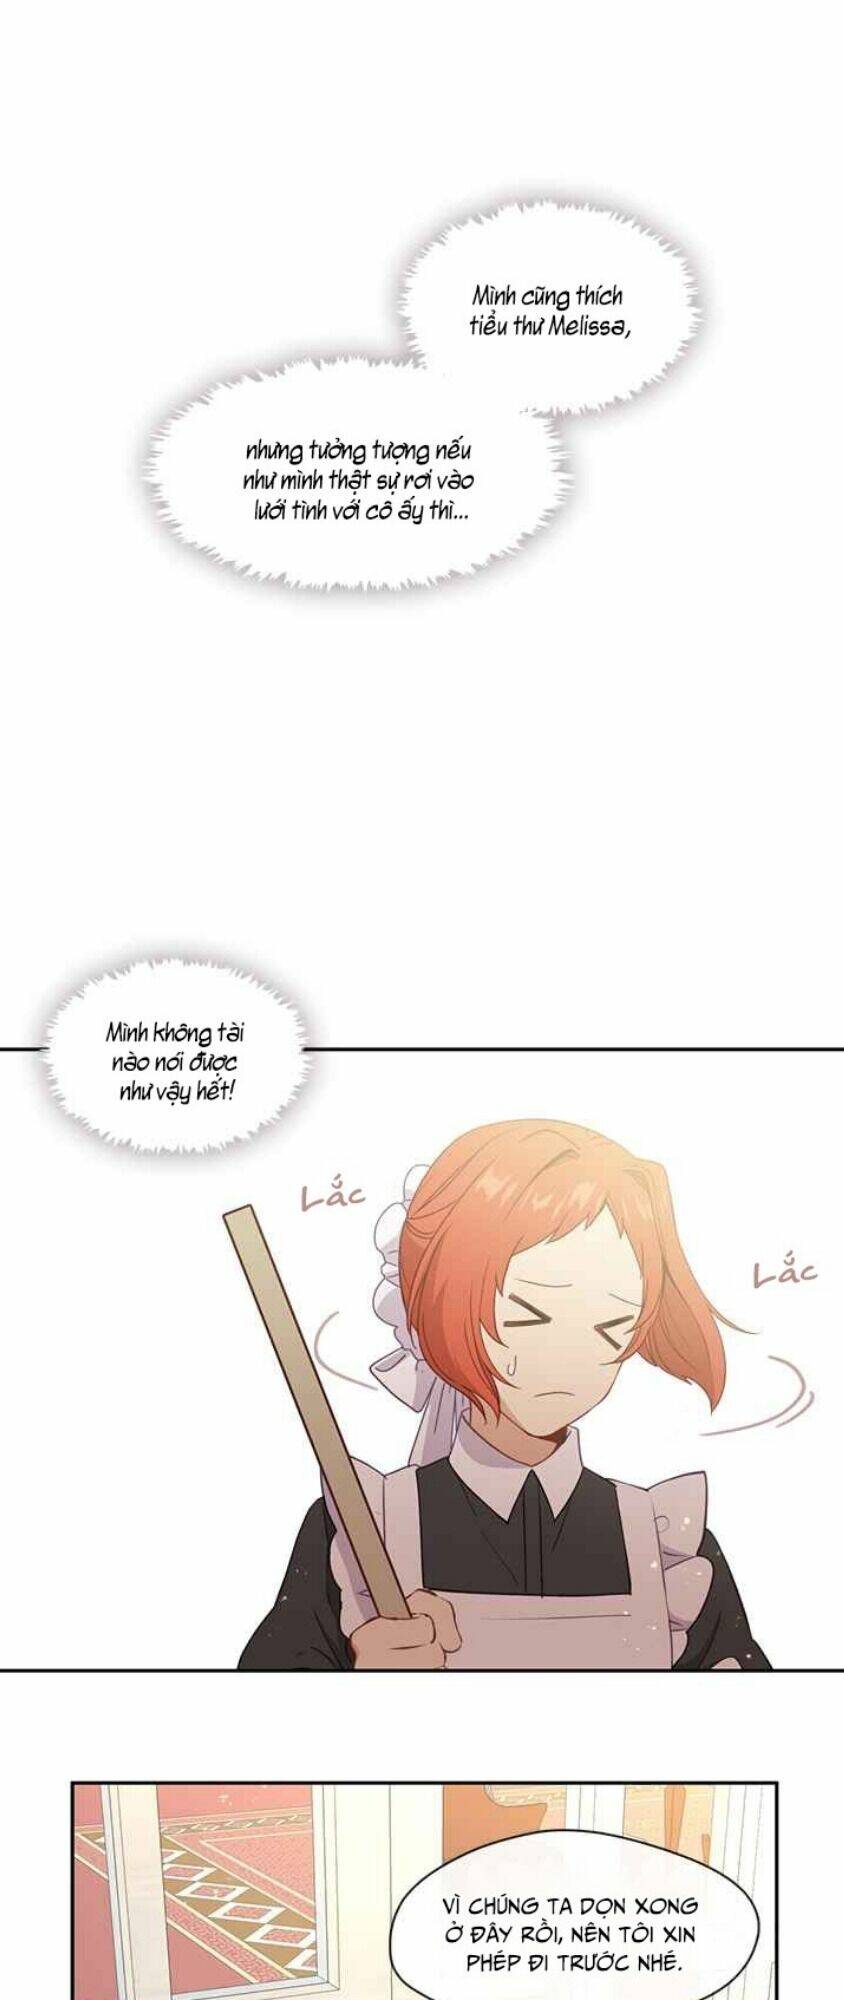 Mình cũng thích
tiểu thư Melissa,
nhưng tưởng tượng nếu
như mình thật sự rơi vào
lưới tình với cô ấy thì...
Mình không tài
nào nói được
như vậy hết!
Lắc
Lắc
VÌ CHÚNG TA DỌN XONG
Ở ĐÂY RỒI, NÊN TÔI XIN
PHÉP ĐI TRƯỚC NHÉ.